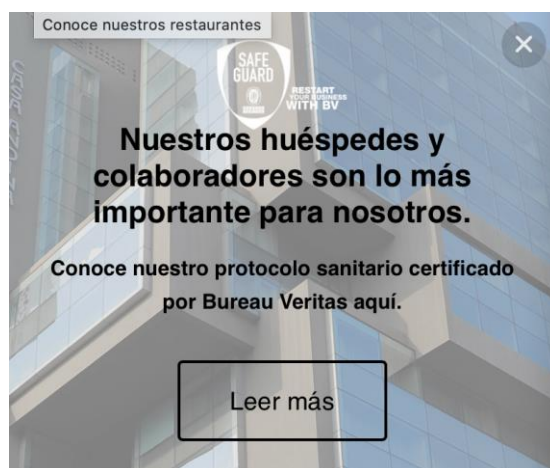 Conoce nuestros restaurantes
SAFE
GUARD
RESTART
YOUR BUSINESS
WITH BV
Nuestros huéspedes y
colaboradores son lo más
importante para nosotros.
Conoce nuestro protocolo sanitario certificado
por Bureau Veritas aquí.
Leer más